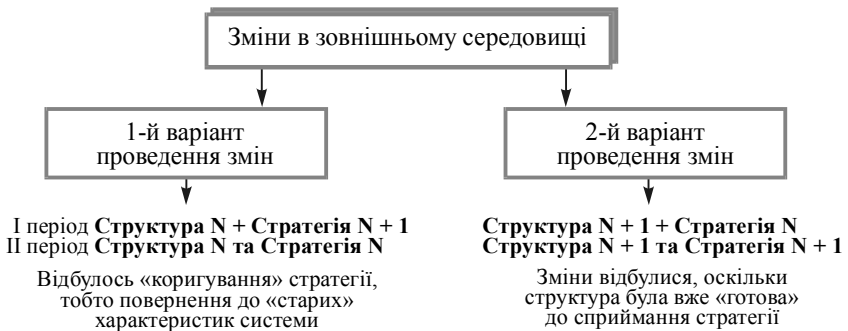 Зміни в зовнішньому середовищі
1-й варіант
проведення змін
2-й варіант
проведення змін
І період Структура N + Стратегія N + 1
ІІ період Структура N та Стратегія N
Відбулось «коригування» стратегії,
тобто повернення до «старих»
характеристик системи
Структура N + 1 + Стратегія N
Структура N + 1 та Стратегія N + 1
Зміни відбулися, оскільки
структура була вже «готова»
до сприймання стратегії